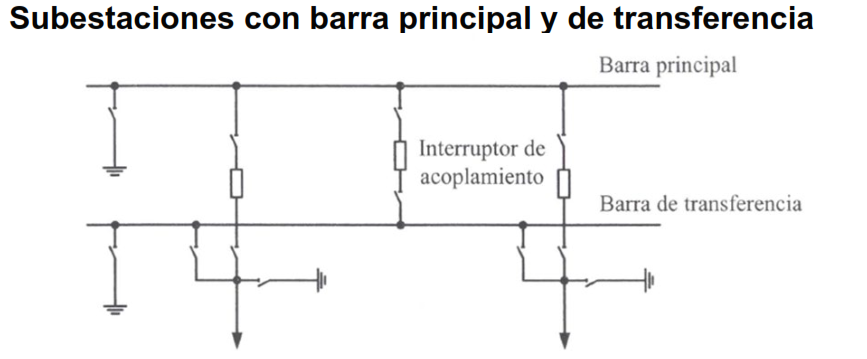 Subestaciones con barra principal y de transferencia
Barra principal
Interruptor de
acoplamiento
Barra de transferencia